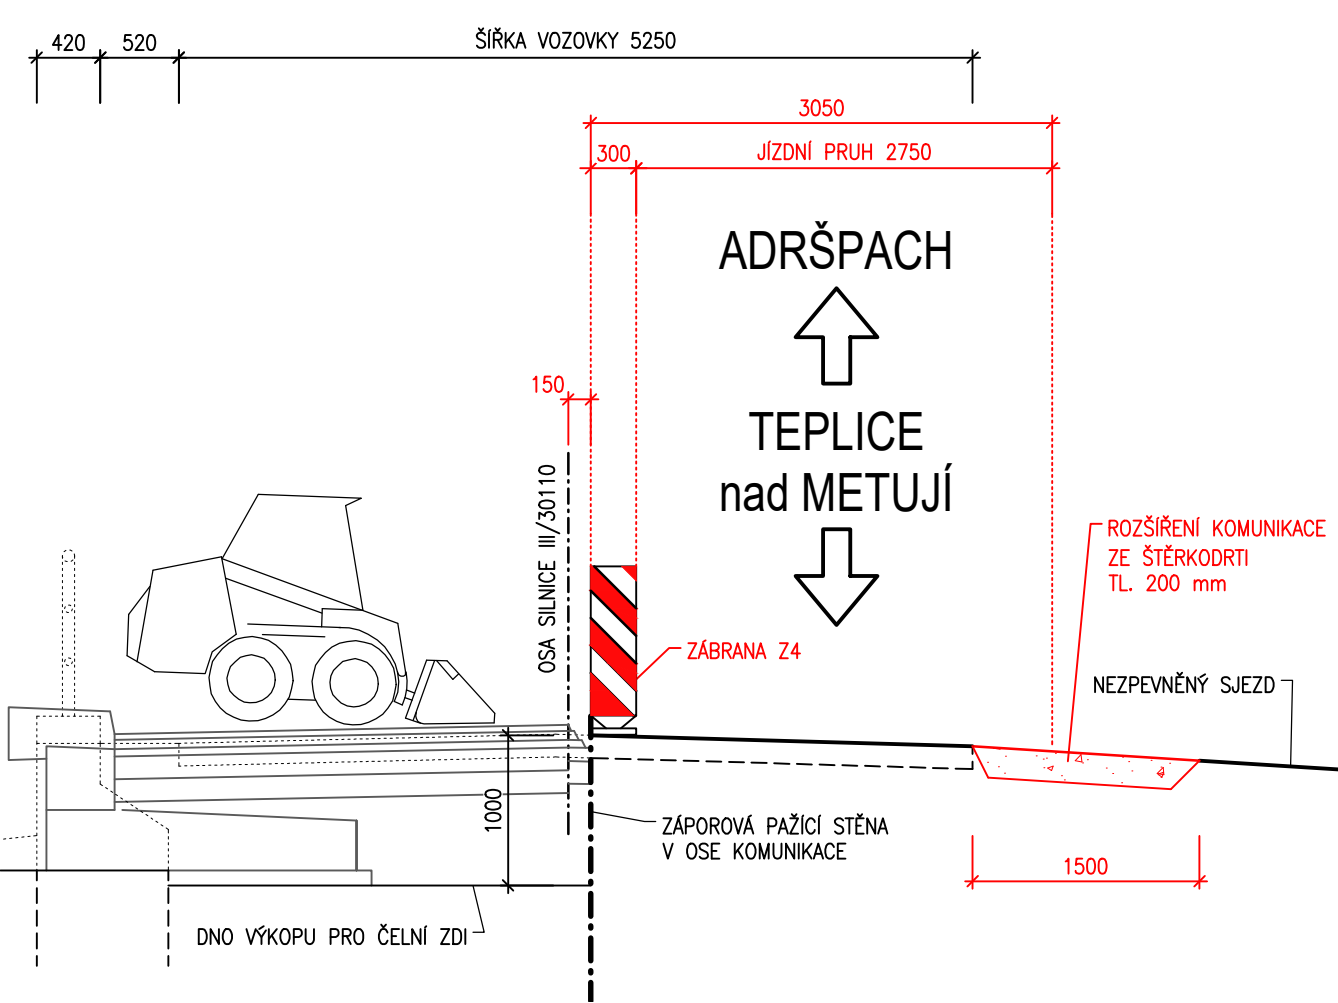 420
520
ŠÍŘKA VOZOVKY 5250
3050
300
JÍZDNÍ PRUH 2750
ADRŠPACH
150
TEPLICE
nad METUJÍ
OSA SILNICE III/30110
ROZŠÍŘENÍ KOMUNIKACE
ZE ŠTĚRKODRTI
TL. 200 mm
ZÁBRANA Z4
NEZPEVNĚNÝ SJEZD
1000
ZÁPOROVÁ PAŽÍCÍ STĚNA
V OSE KOMUNIKACE
1500
DNO VÝKOPU PRO ČELNÍ ZDI